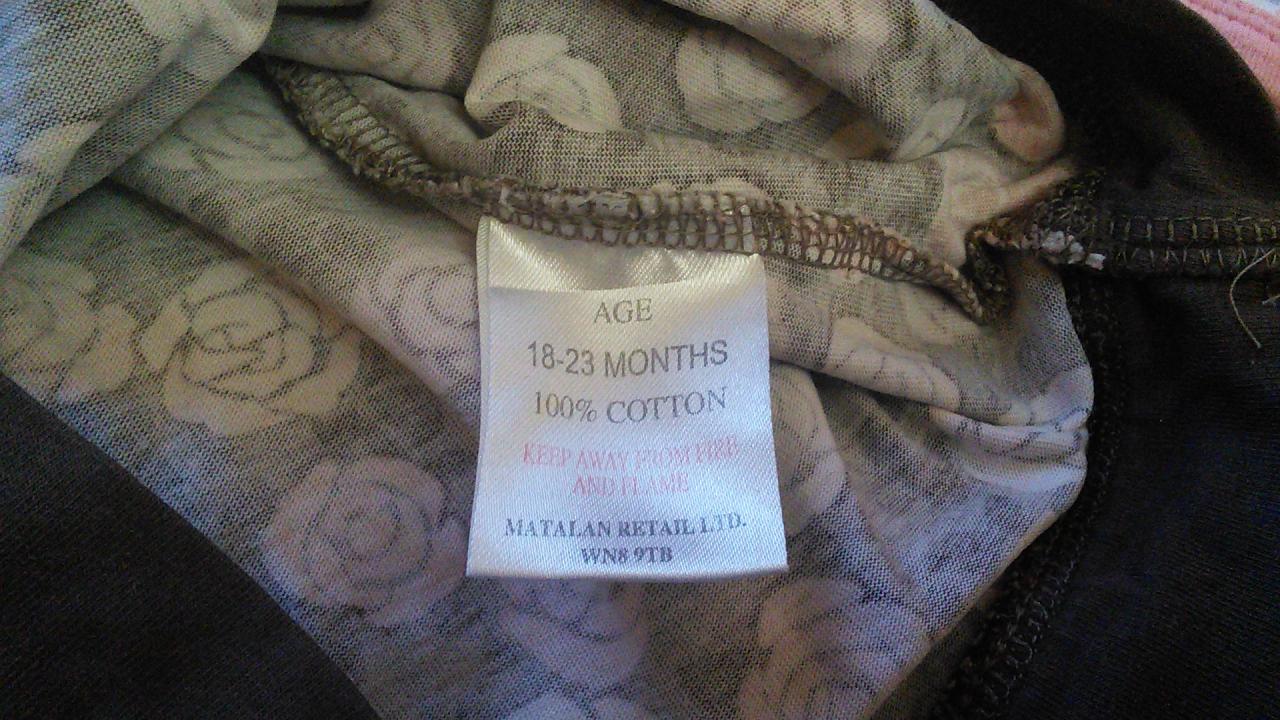 AGE
18-23 MONTHS
100% COTTON
KEEP AWAY FROM FIRE
AND FLAME
MATALAN RETAIL LTD.
WN8 9TB